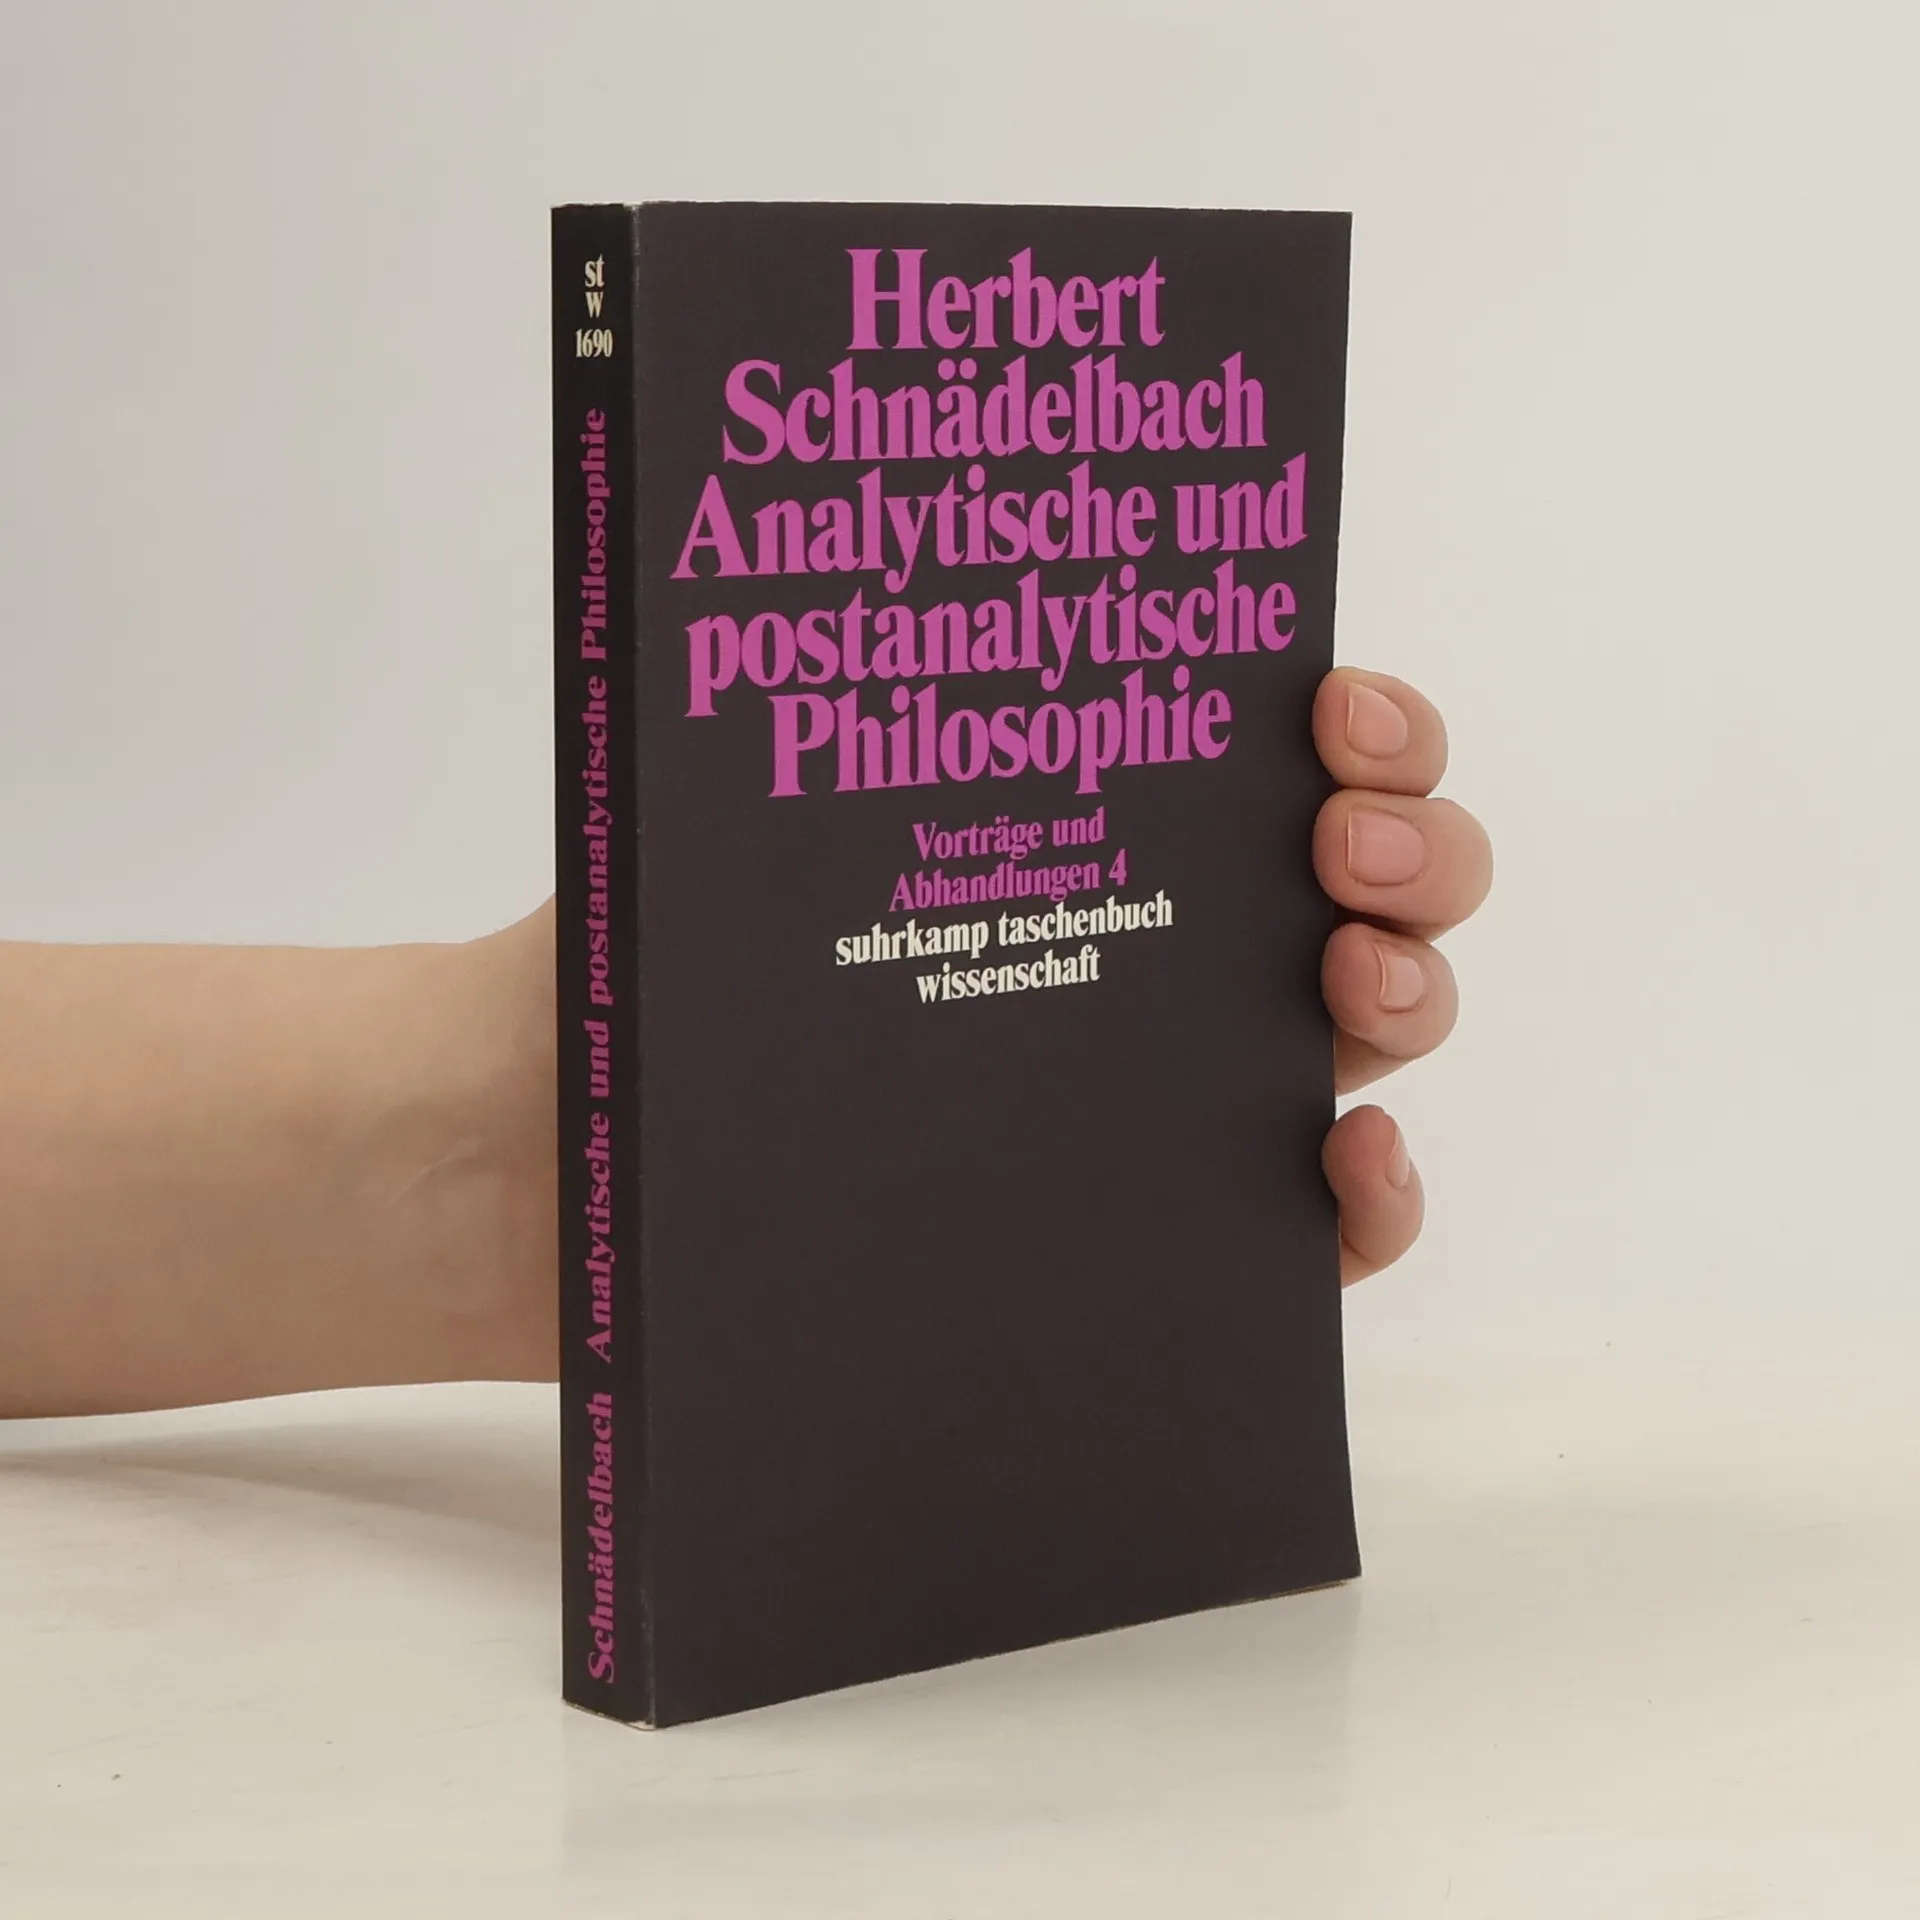 st
w
1690
Schnädelbach Analytische und postanalytische Philosophie
Herbert
Schnädelbach
Analytische und
postanalytische
Philosophie
Vorträge und
Abhandlungen 4
suhrkamp taschenbuch
wissenschaft